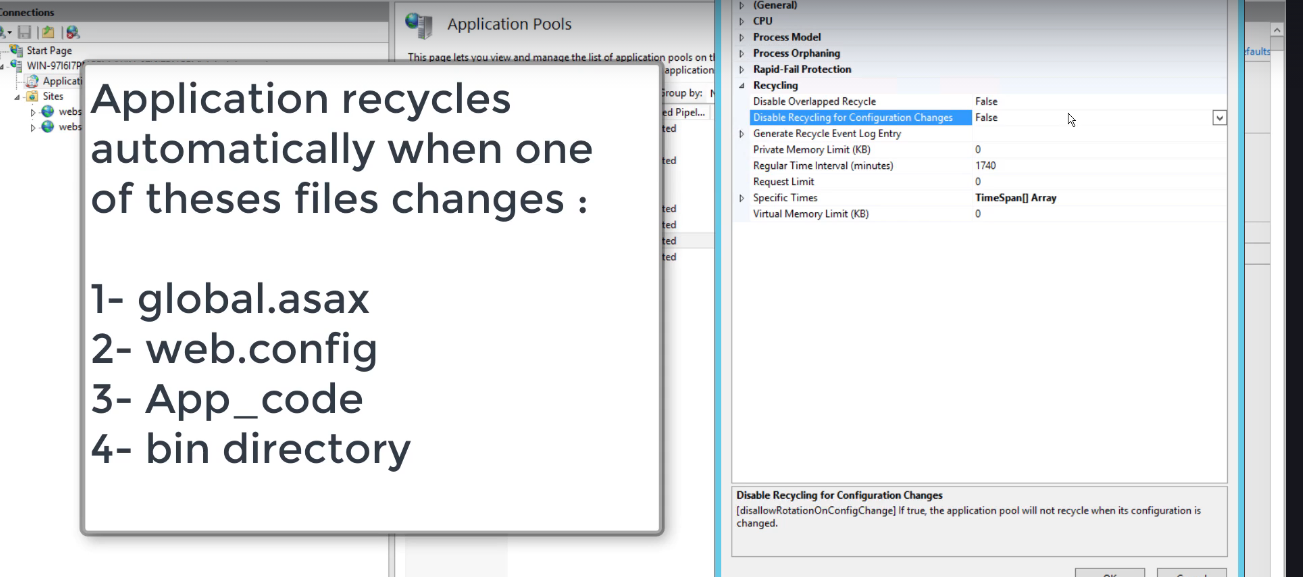 Connections
Start Page
Sites
webs
webs
Application Pools
This page lets you view and manage the list of application pools on
application
Group by:
ed Pipel...
ted
ted
ted
ted
ted
ted
faults
Application recycles
automatically when one
of theses files changes :
1- global.asax
2- web.config
3- App_code
4- bin directory
(General)
CPU
Process Model
Process Orphaning
Rapid-Fail Protection
Recycling
Disable Overlapped Recycle False
Disable Recycling for Configuration Changes False
Generate Recycle Event Log Entry
Private Memory Limit (KB) 0
Regular Time Interval (minutes) 1740
Request Limit 0
Specific Times TimeSpan[] Array
Virtual Memory Limit (KB) 0
Disable Recycling for Configuration Changes
[disallowRotationOnConfigChange] If true, the application pool will not recycle when its configuration is
changed.